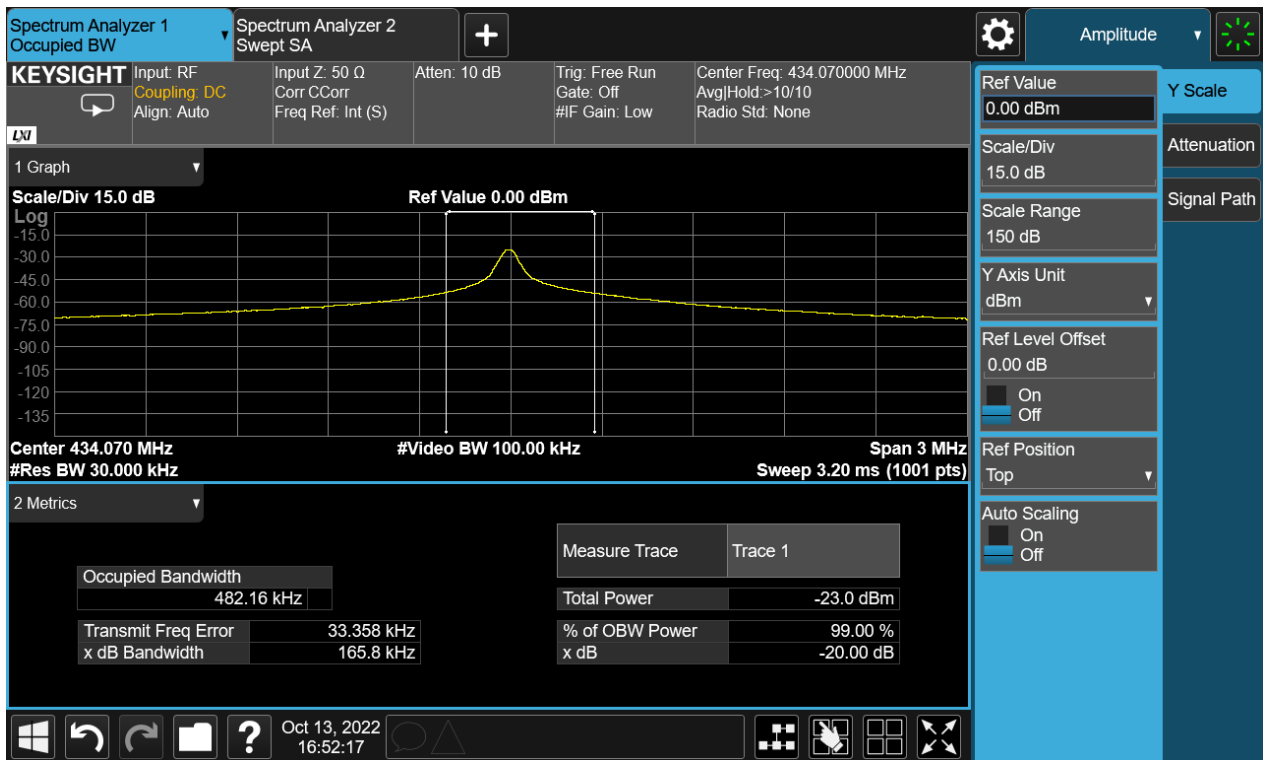 Spectrum Analyzer 1
Occupied BW
Spectrum Analyzer 2
Swept SA
+
Amplitude
KEYSIGHT
LXI
Input: RF
Coupling: DC
Align: Auto
Input Z: 50 Ω
Corr CCorr
Freq Ref: Int (S)
Atten: 10 dB
Trig: Free Run
Gate: Off
#IF Gain: Low
Center Freq: 434.070000 MHz
Avg|Hold:>10/10
Radio Std: None
1 Graph
Scale/Div 15.0 dB
Ref Value 0.00 dBm
Log
-15.0
-30.0
-45.0
-60.0
-75.0
-90.0
-105
-120
-135
Center 434.070 MHz
#Video BW 100.00 kHz
Span 3 MHz
#Res BW 30.000 kHz
Sweep 3.20 ms (1001 pts)
2 Metrics
Occupied Bandwidth
482.16 kHz
Transmit Freq Error 33.358 kHz
x dB Bandwidth 165.8 kHz
Measure Trace Trace 1
Total Power -23.0 dBm
% of OBW Power 99.00 %
x dB -20.00 dB
Ref Value
0.00 dBm
Scale/Div
15.0 dB
Scale Range
150 dB
Y Axis Unit
dBm
Ref Level Offset
0.00 dB
On
Off
Ref Position
Top
Auto Scaling
On
Off
Y Scale
Attenuation
Signal Path
?
Oct 13, 2022
16:52:17